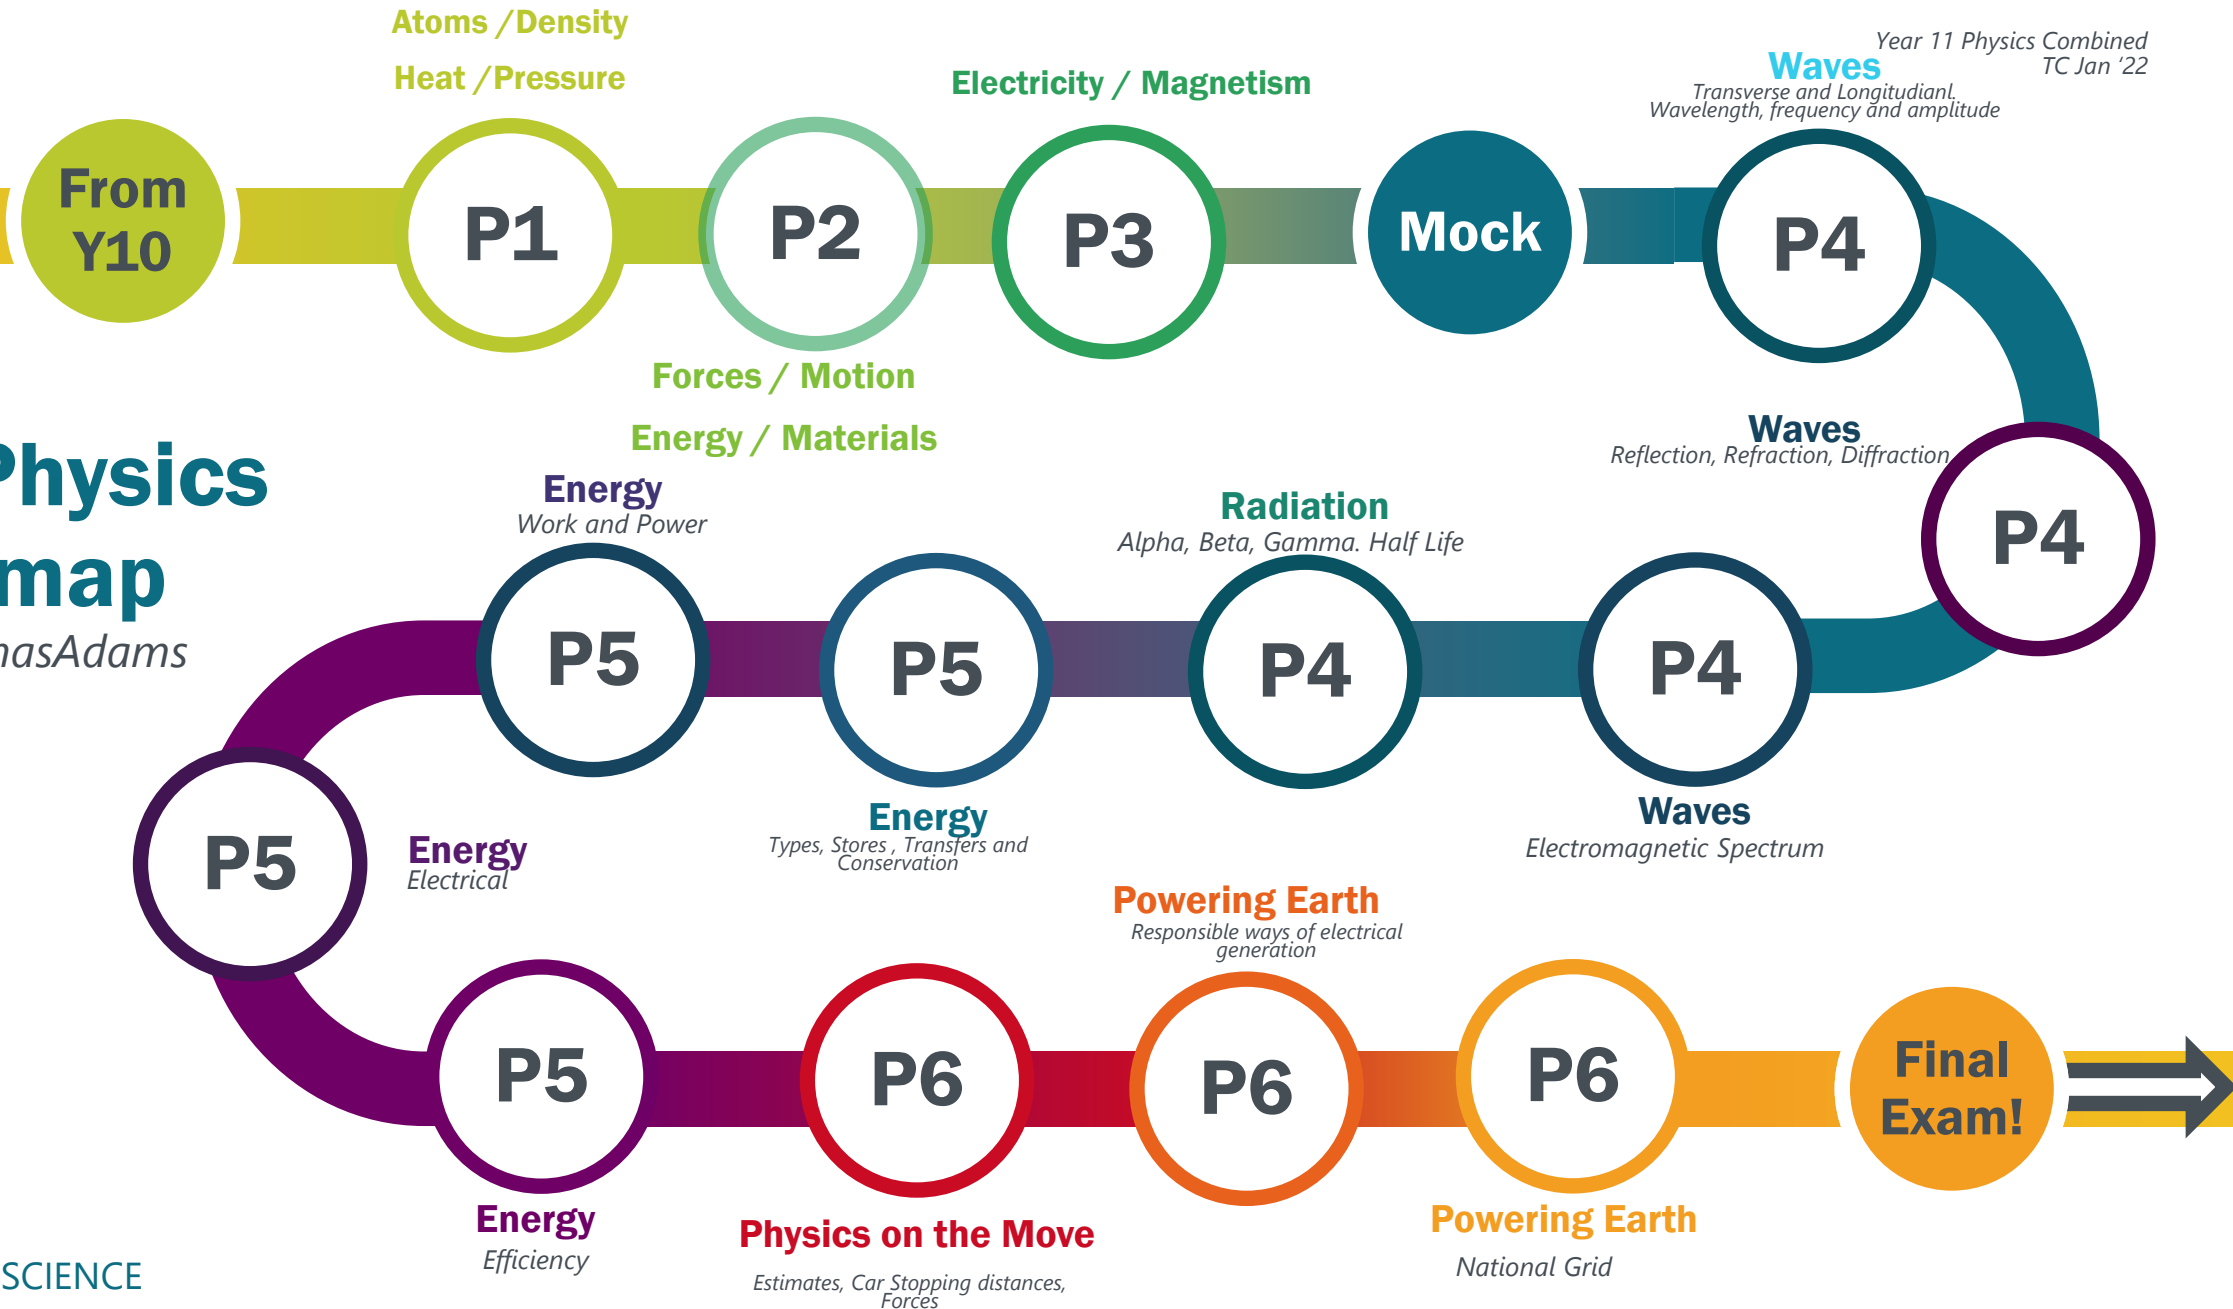 Atoms / Density
Heat / Pressure
Electricity / Magnetism
Year 11 Physics Combined
TC Jan '22
Waves
Transverse and Longitudianl.
Wavelength, frequency and amplitude
From
Y10
P1
P2
P3
Mock
P4
Forces / Motion
Energy / Materials
Waves
Reflection, Refraction, Diffraction
P4
Physics
map
nasAdams
Energy
Work and Power
Radiation
Alpha, Beta, Gamma. Half Life
P5
P5
P4
P4
Energy
Types, Stores , Transfers and
Conservation
Waves
Electromagnetic Spectrum
P5
Energy
Electrical
Powering Earth
Responsible ways of electrical
generation
P5
P6
P6
P6
Final
Exam!
Energy
Efficiency
Physics on the Move
Estimates, Car Stopping distances,
Forces
Powering Earth
National Grid
SCIENCE